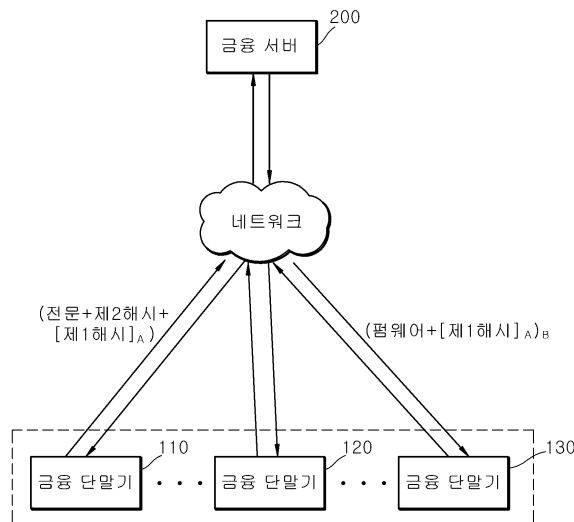 200
금융 서버
네트워크
(전문+제2해시+
[제1해시]A)
(펌웨어+[제1해시]A)B
110
120
130
금융 단말기 · · · 금융 단말기 · · · 금융 단말기